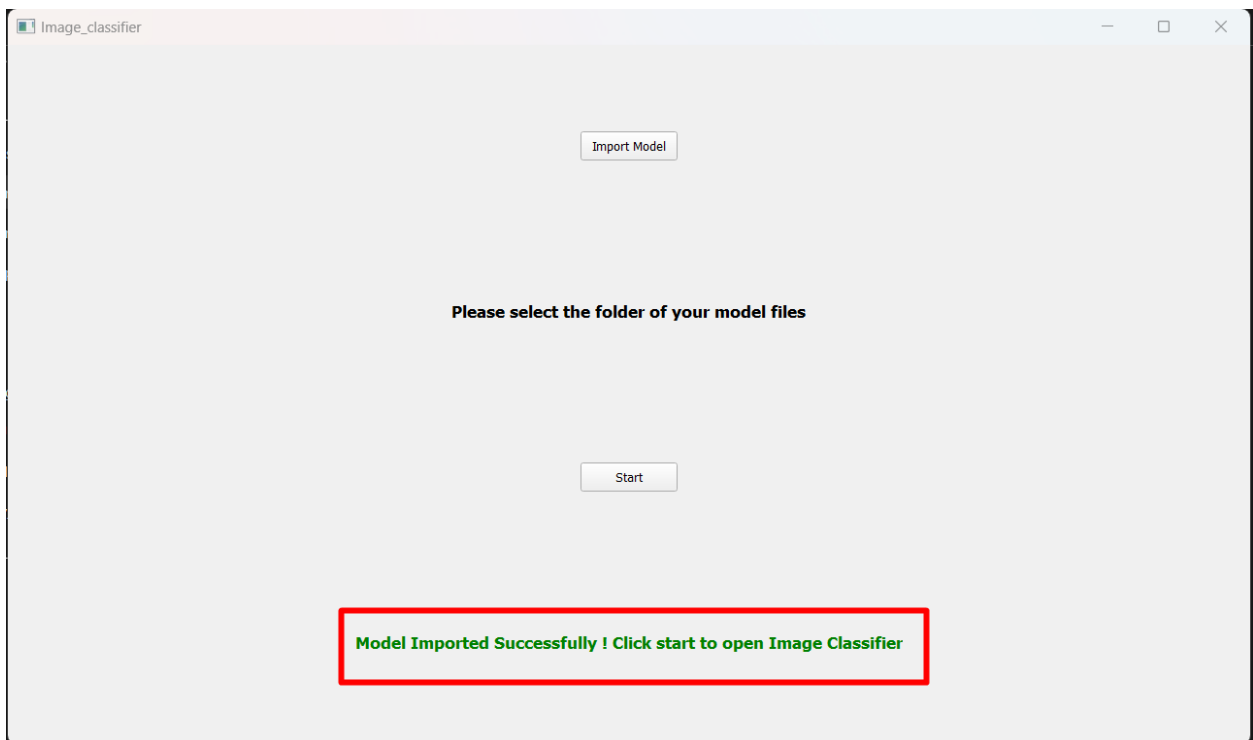 Image_classifier
Import Model
Please select the folder of your model files
Start
Model Imported Successfully ! Click start to open Image Classifier